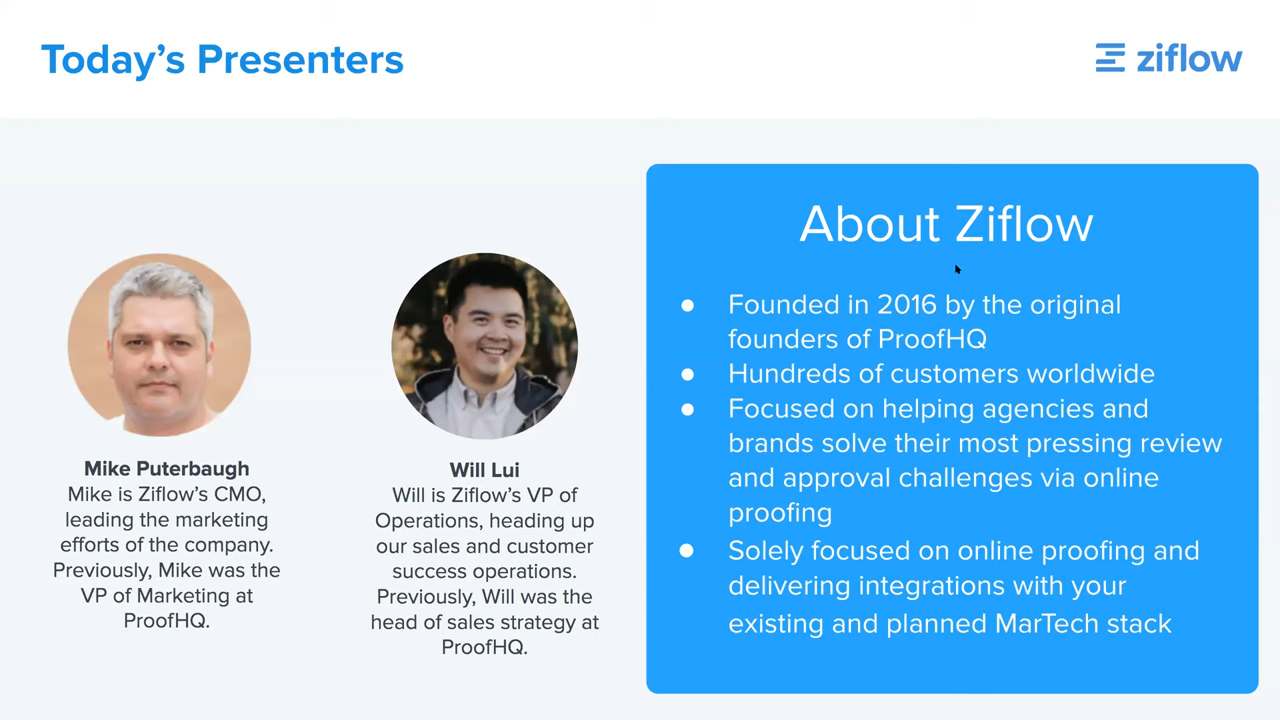 Today's Presenters
ziflow
Mike Puterbaugh
Mike is Ziflow's CMO,
leading the marketing
efforts of the company.
Previously, Mike was the
VP of Marketing at
ProofHQ.
Will Lui
Will is Ziflow's VP of
Operations, heading up
our sales and customer
success operations.
Previously, Will was the
head of sales strategy at
ProofHQ.
About Ziflow
● Founded in 2016 by the original
founders of ProofHQ
● Hundreds of customers worldwide
● Focused on helping agencies and
brands solve their most pressing review
and approval challenges via online
proofing
● Solely focused on online proofing and
delivering integrations with your
existing and planned MarTech stack